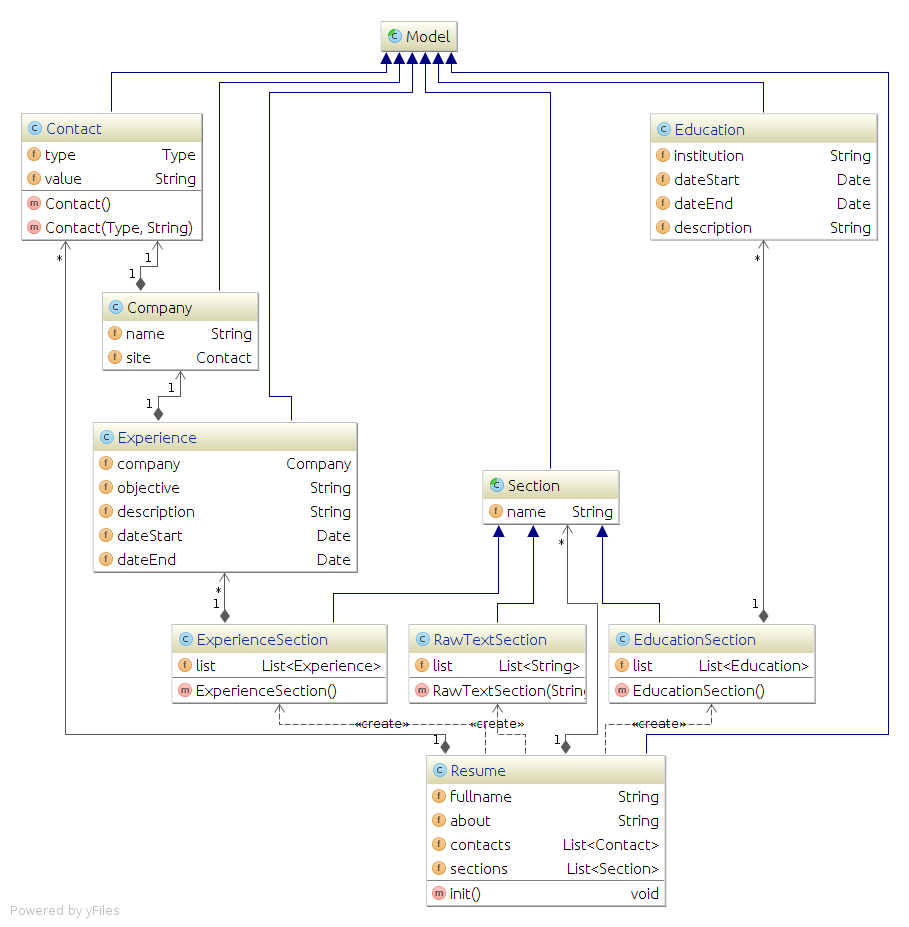 Model
Contact
type Type
value String
Contact()
Contact(Type, String)
Education
institution String
dateStart Date
dateEnd Date
description String
* 1
1
*
Company
name String
site Contact
1
1
Experience
company Company
objective String
description String
dateStart Date
dateEnd Date
Section
name String
*
*
1
1
ExperienceSection
list List<Experience>
ExperienceSection()
RawTextSection
list List<String>
RawTextSection(String
EducationSection
list List<Education>
EducationSection()
«create» «create» «create»
1 1
Resume
fullname String
about String
contacts List<Contact>
sections List<Section>
init() void
Powered by yFiles